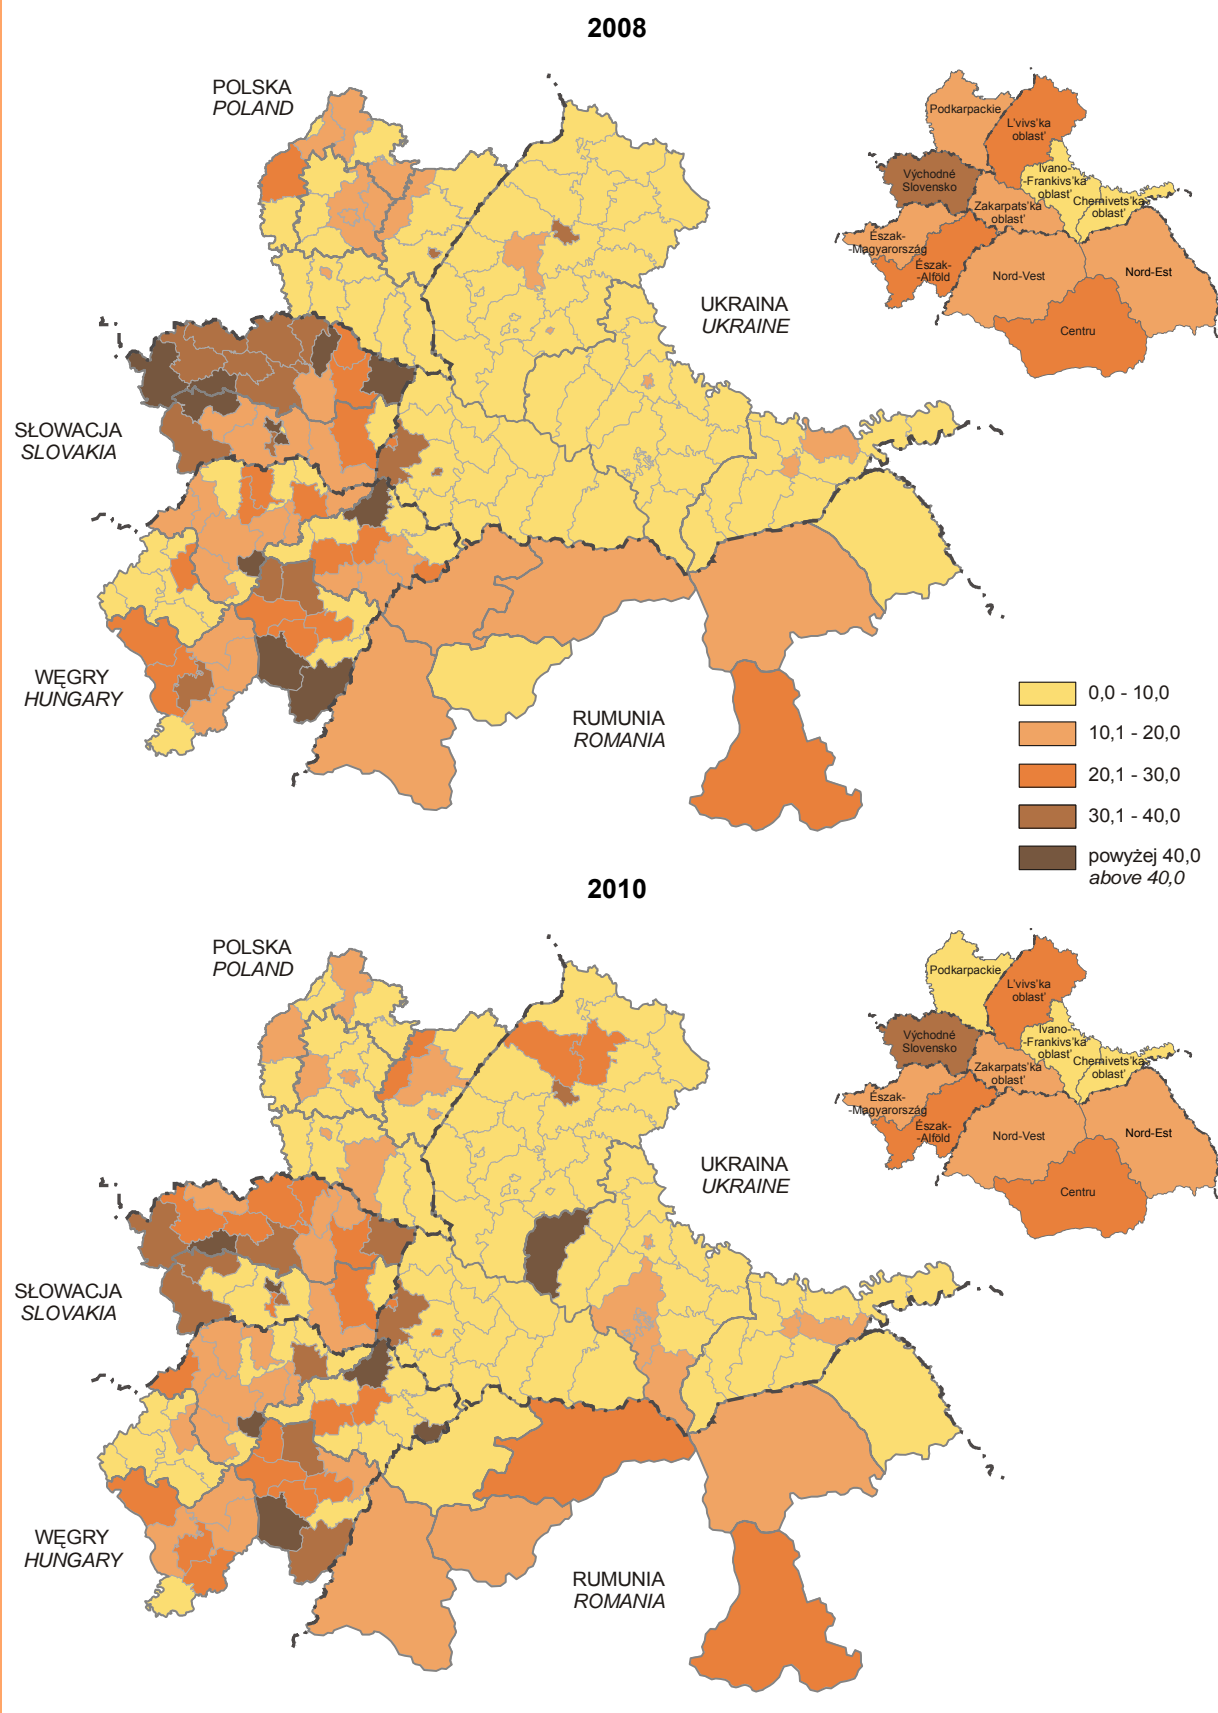 2008
POLSKA
POLAND
UKRAINA
UKRAINE
SŁOWACJA
SLOVAKIA
WĘGRY
HUNGARY
RUMUNIA
ROMANIA
Podkarpackie
L'vivs'ka
oblast'
Východné
Slovensko
Ivano-
-Frankivs'ka
oblast'
Chernivets'ka
oblast'
Zakarpats'ka
oblast'
Észak-
-Magyarország
Észak-
-Alföld
Nord-Vest
Nord-Est
Centru
0,0 - 10,0
10,1 - 20,0
20,1 - 30,0
30,1 - 40,0
powyżej 40,0
above 40,0
2010
POLSKA
POLAND
UKRAINA
UKRAINE
SŁOWACJA
SLOVAKIA
WĘGRY
HUNGARY
RUMUNIA
ROMANIA
Podkarpackie
L'vivs'ka
oblast'
Východné
Slovensko
Ivano-
-Frankivs'ka
oblast'
Chernivets'ka
oblast'
Zakarpats'ka
oblast'
Észak-
-Magyarország
Észak-
-Alföld
Nord-Vest
Nord-Est
Centru